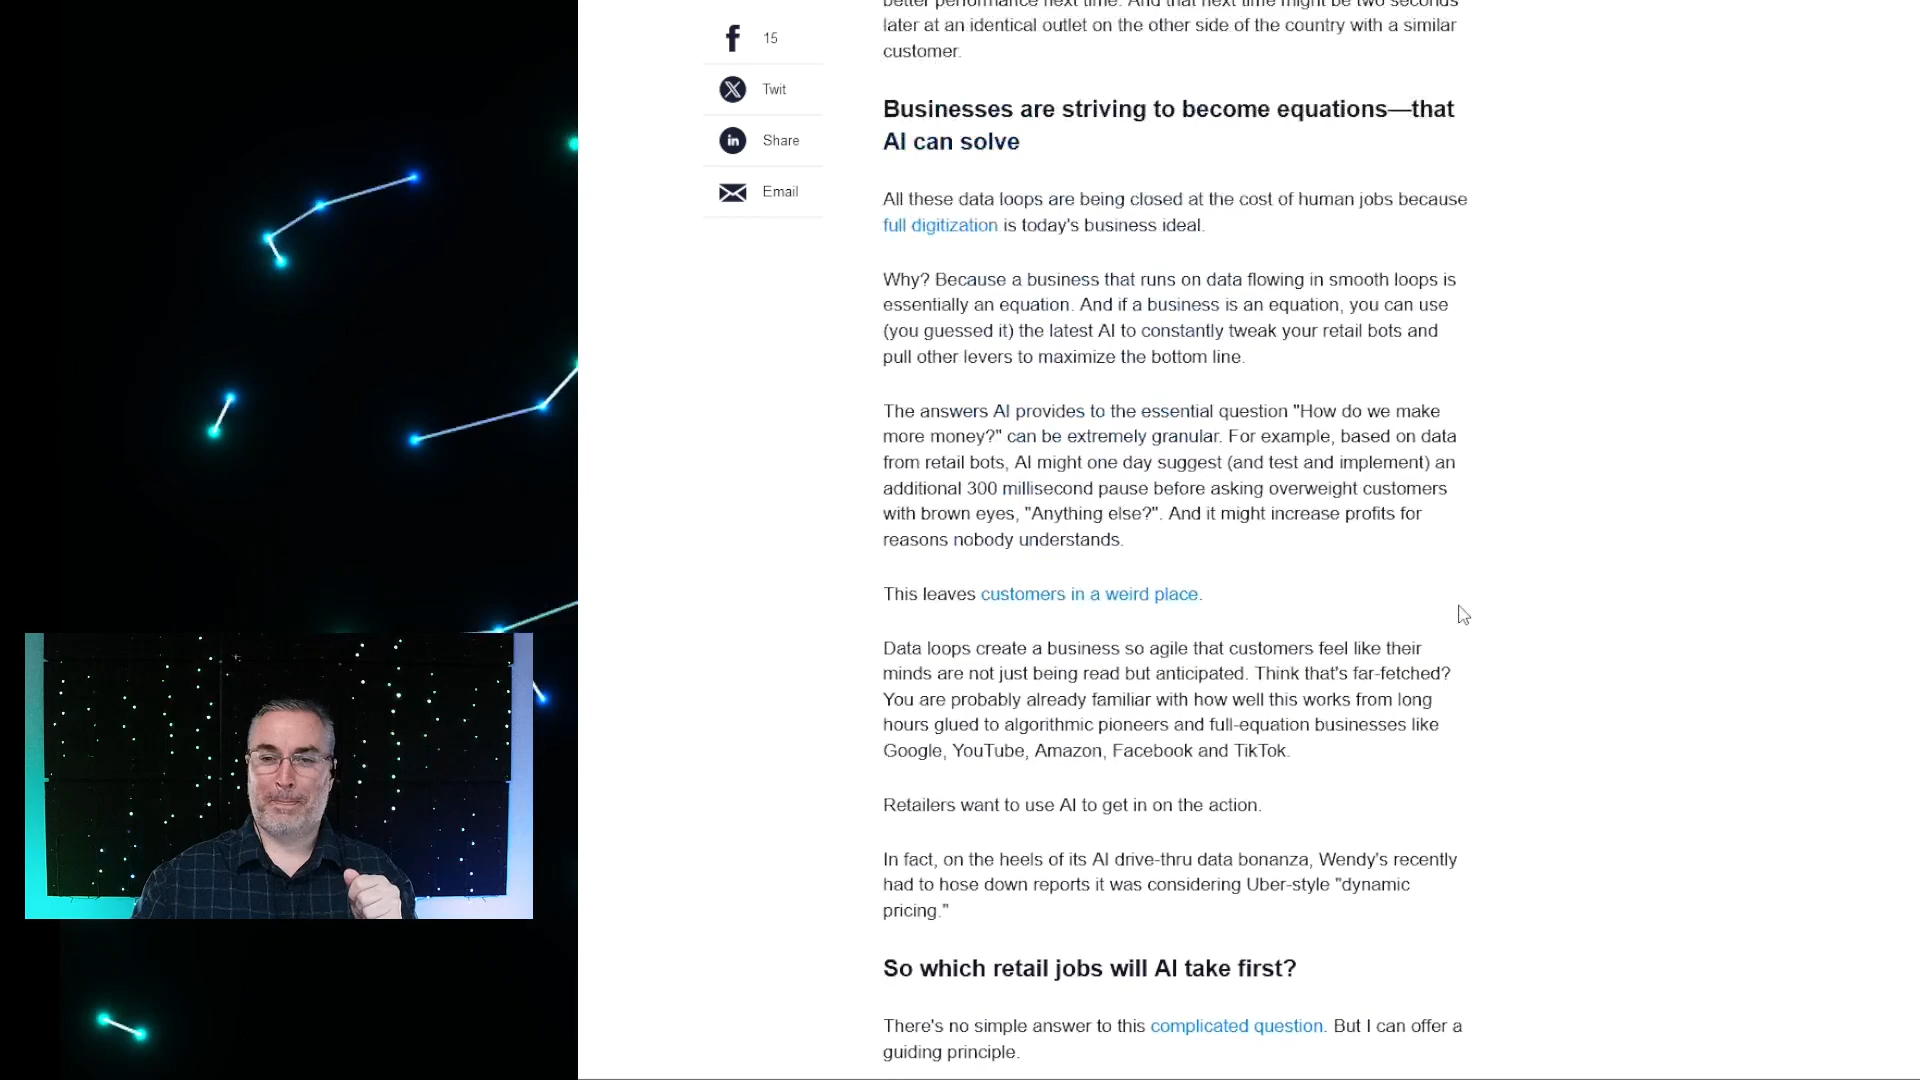 better performance next time. And that next time might be two seconds
later at an identical outlet on the other side of the country with a similar
customer.
15
Twit
Share
Email
Businesses are striving to become equations—that
AI can solve
All these data loops are being closed at the cost of human jobs because
full digitization is today's business ideal.
Why? Because a business that runs on data flowing in smooth loops is
essentially an equation. And if a business is an equation, you can use
(you guessed it) the latest AI to constantly tweak your retail bots and
pull other levers to maximize the bottom line.
The answers AI provides to the essential question "How do we make
more money?" can be extremely granular. For example, based on data
from retail bots, AI might one day suggest (and test and implement) an
additional 300 millisecond pause before asking overweight customers
with brown eyes, "Anything else?". And it might increase profits for
reasons nobody understands.
This leaves customers in a weird place.
Data loops create a business so agile that customers feel like their
minds are not just being read but anticipated. Think that's far-fetched?
You are probably already familiar with how well this works from long
hours glued to algorithmic pioneers and full-equation businesses like
Google, YouTube, Amazon, Facebook and TikTok.
Retailers want to use AI to get in on the action.
In fact, on the heels of its AI drive-thru data bonanza, Wendy's recently
had to hose down reports it was considering Uber-style "dynamic
pricing."
So which retail jobs will AI take first?
There's no simple answer to this complicated question. But I can offer a
guiding principle.